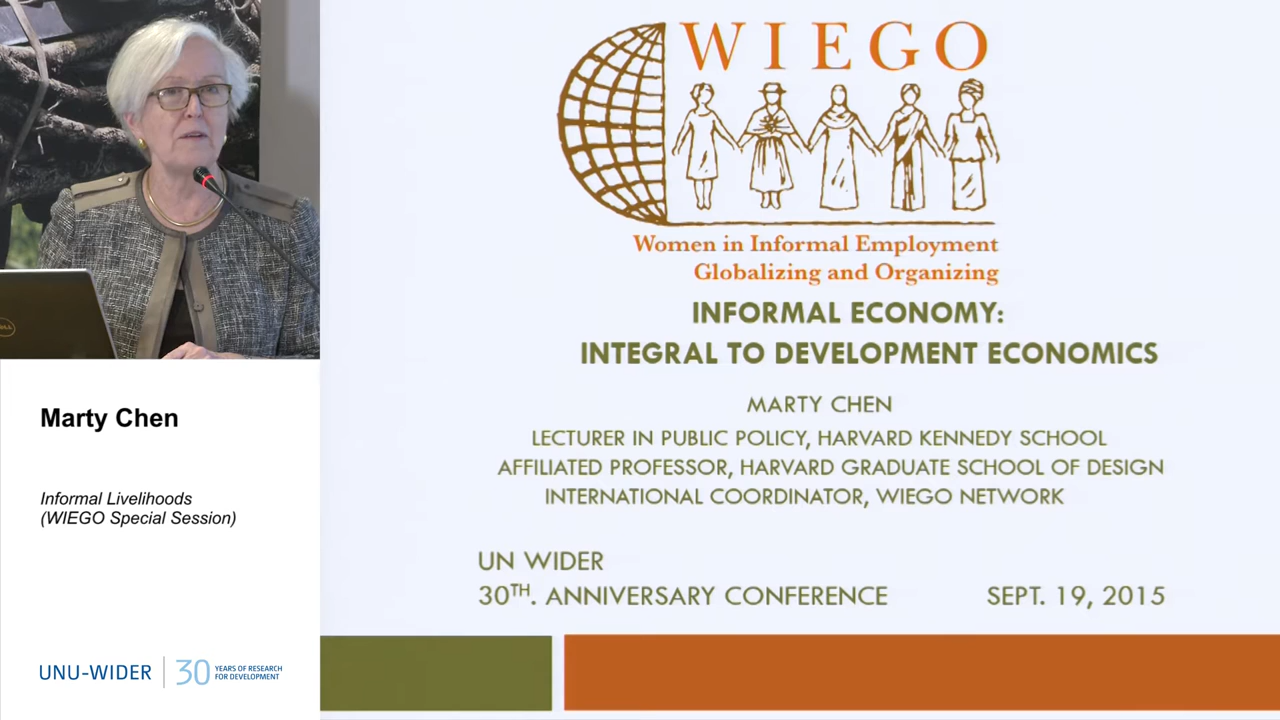 WIEGO
Women in Informal Employment
Globalizing and Organizing
INFORMAL ECONOMY:
INTEGRAL TO DEVELOPMENT ECONOMICS
MARTY CHEN
LECTURER IN PUBLIC POLICY, HARVARD KENNEDY SCHOOL
AFFILIATED PROFESSOR, HARVARD GRADUATE SCHOOL OF DESIGN
INTERNATIONAL COORDINATOR, WIEGO NETWORK
UN WIDER
30TH. ANNIVERSARY CONFERENCE SEPT. 19, 2015
Marty Chen
Informal Livelihoods
(WIEGO Special Session)
UNU-WIDER
30 YEARS OF RESEARCH
FOR DEVELOPMENT